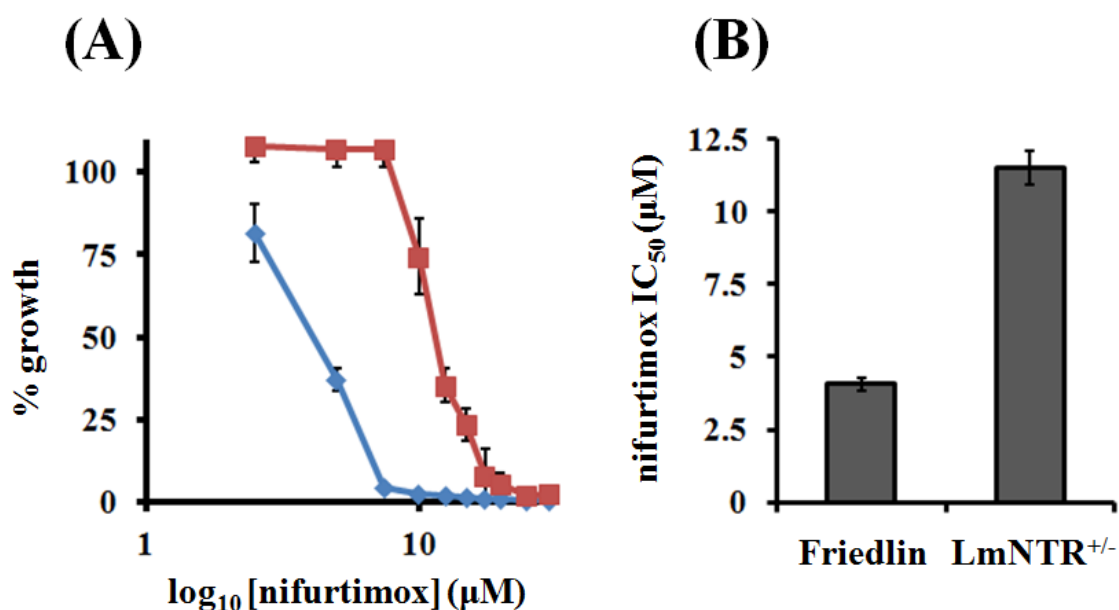 (A)
(B)
% growth
100
75
50
25
0
1
10
log10 [nifurtimox] (µM)
nifurtimox IC50 (µM)
12.5
11
7.5
5
2.5
0
Friedlin
LmNTR+/-